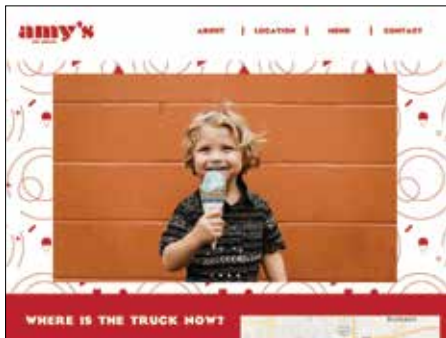 amy's
ABOUT | LOCATION | MENU | CONTACT
WHERE IS THE TRUCK NOW?